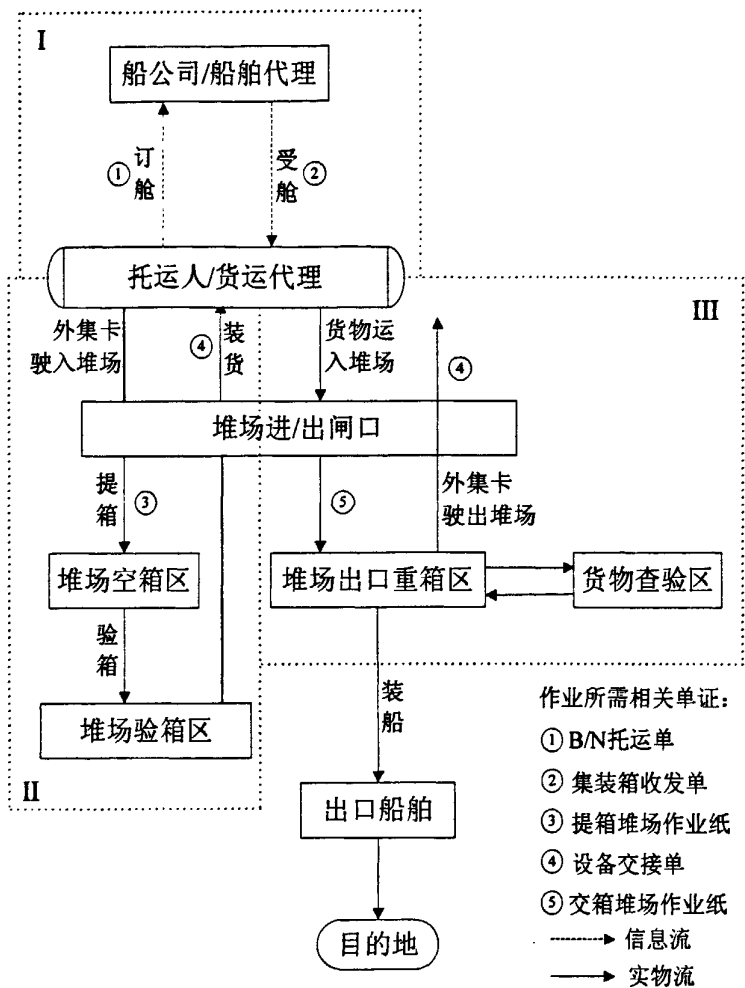 I
船公司/船舶代理
① 订舱
受舱 ②
托运人/货运代理
III
外集卡
驶入堆场
④ 装货
货物运
入堆场
④
堆场进/出闸口
提箱 ③
⑤
外集卡
驶出堆场
堆场空箱区
堆场出口重箱区
货物查验区
验箱
堆场验箱区
装船
II
出口船舶
目的地
作业所需相关单证：
①B/N托运单
②集装箱收发单
③提箱堆场作业纸
④设备交接单
⑤交箱堆场作业纸
信息流
实物流